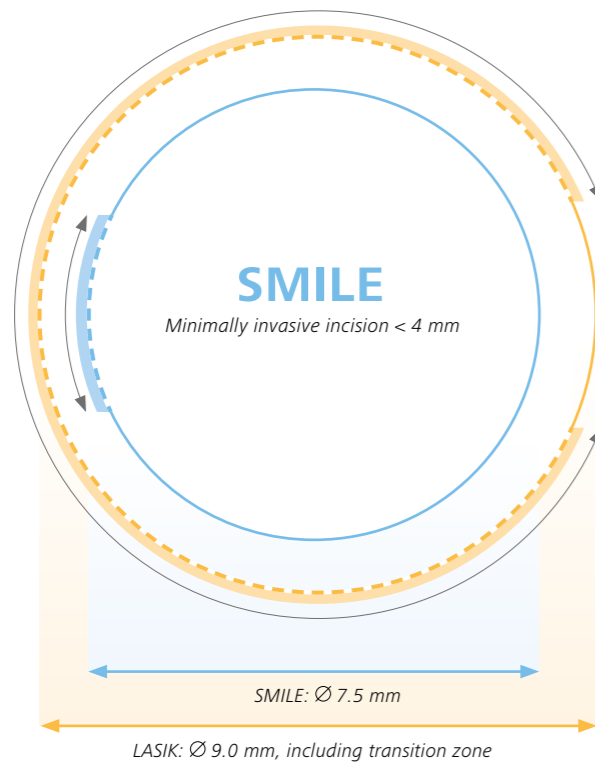 SMILE
Minimally invasive incision < 4 mm
SMILE: Ø 7.5 mm
LASIK: Ø 9.0 mm, including transition zone